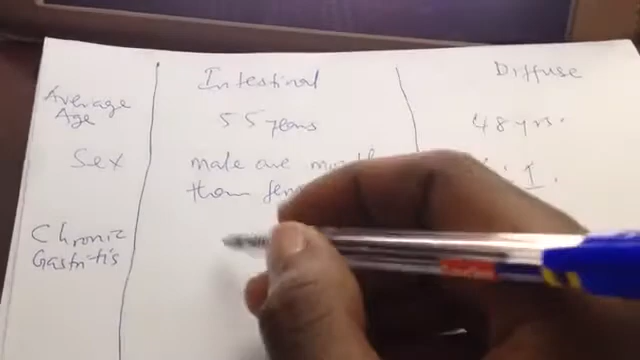 Intestinal
Diffuse
Average
Age
55 years
48 yrs.
Sex
male are
than
Chronic
Gastritis